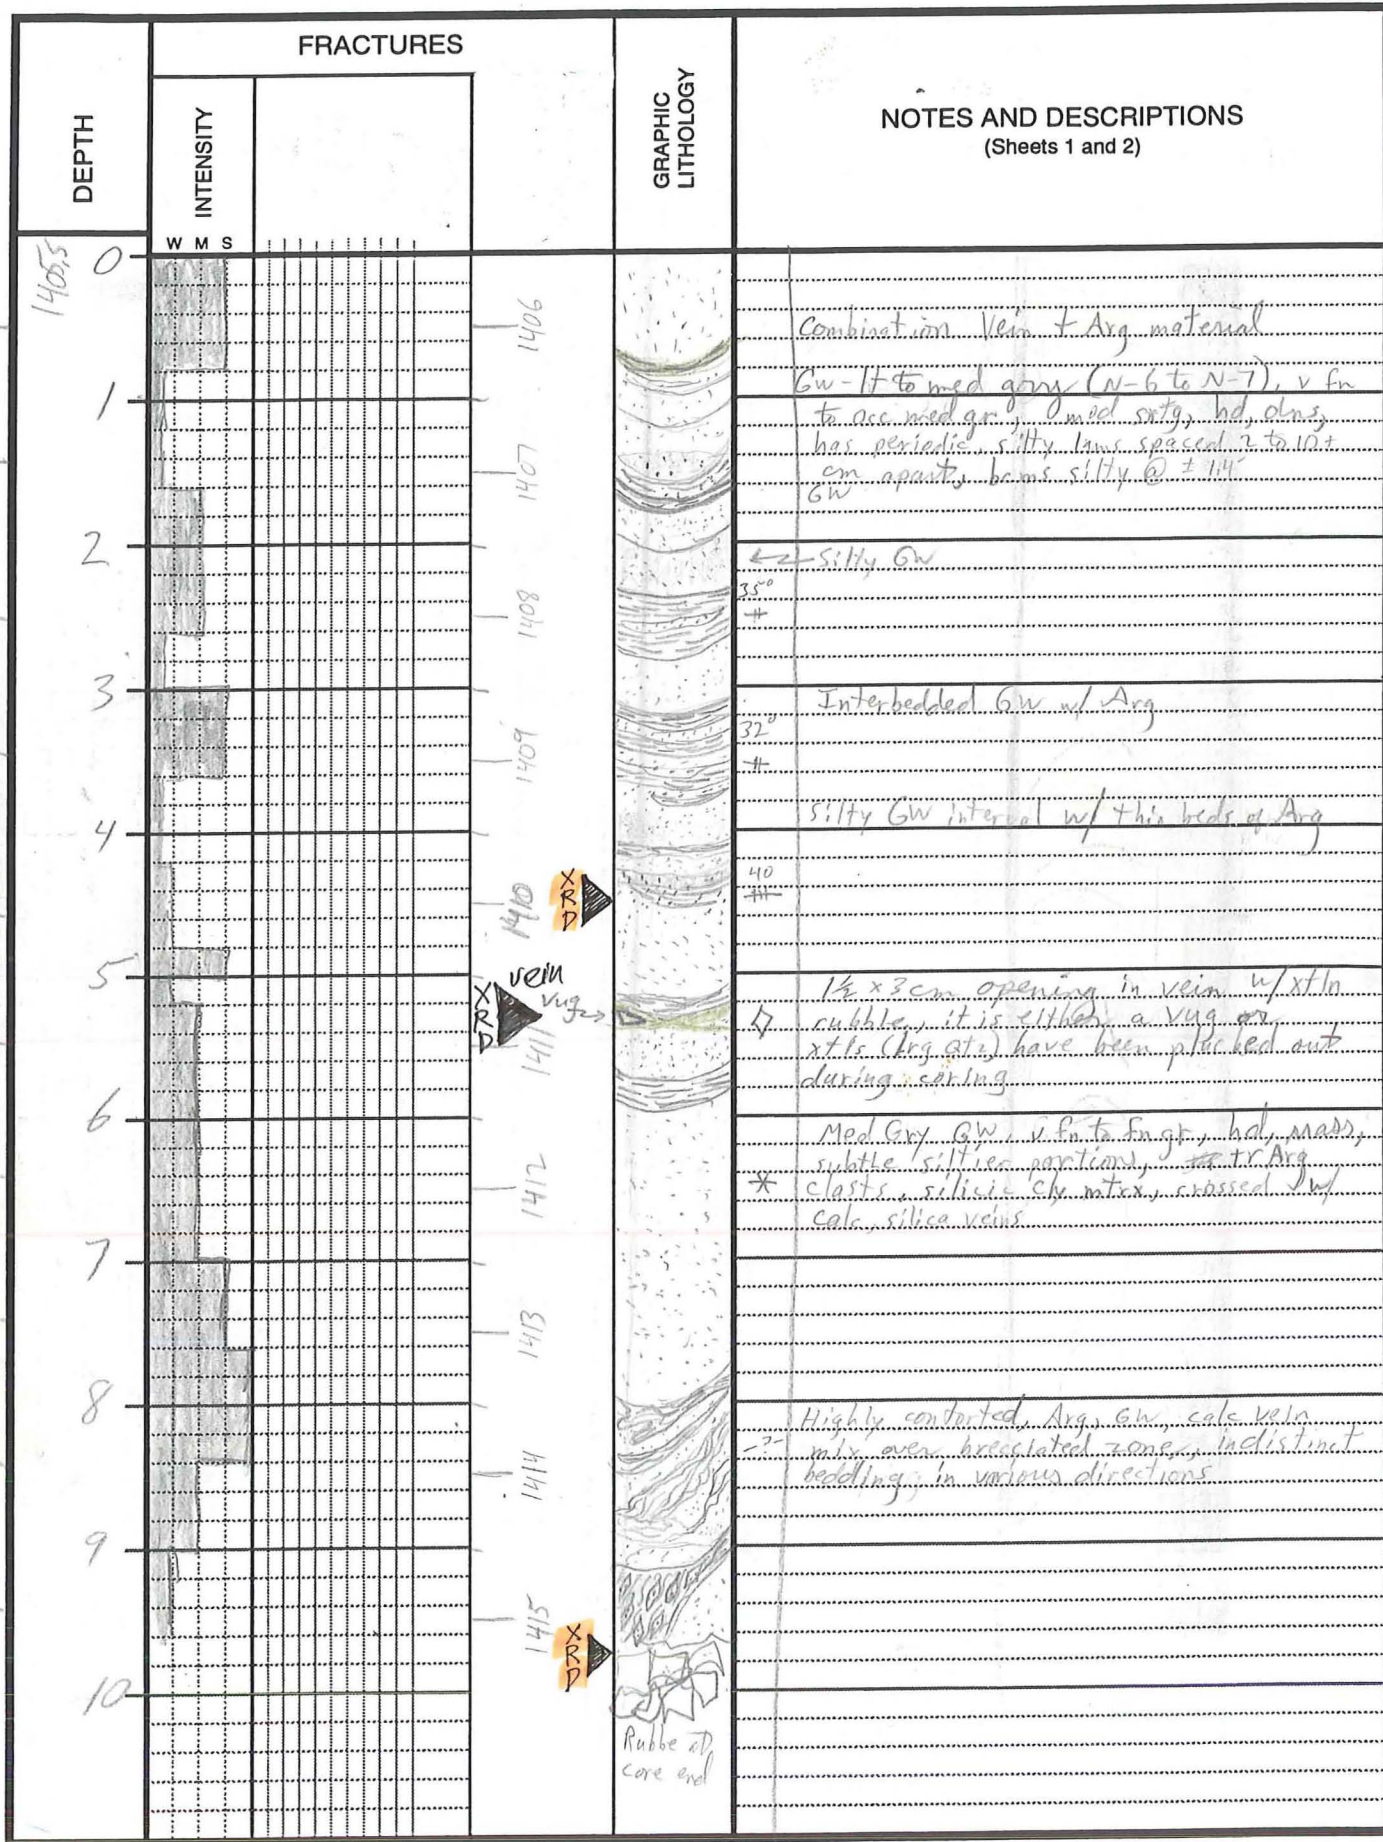 FRACTURES
DEPTH
INTENSITY
GRAPHIC
LITHOLOGY
NOTES AND DESCRIPTIONS
(Sheets 1 and 2)
W M S
1405.5
0
1406
Combination Vein + Arg material
Gw - lt to med gry (N-6 to N-7), v fn
1
to occ med gr, mod srtg, hd, dns,
has periodic silty lams spaced 2 to 10+
1407
cm apart, bcms silty @ ± 1.4'
GW
2
Silty GW
35°
1408
3
Interbedded GW w/ Arg
32°
1409
Silty GW interval w/ thin beds of Arg
4
40
XRD
1410
5
vein
1½ x 3 cm opening in vein w/ xtln
XRD
vug
rubble, it is either a vug or
xtls (lrg Qtz) have been plucked out
1411
during coring
6
Med Gry GW, v fn to fn gr, hd, mass,
subtle siltier portions, tr Arg
1412
* clasts, silicic cly mtrx, crossed w/
calc, silica veins
7
1413
8
Highly contorted, Arg, GW, calc vein
-?- mix over brecciated zone, indistinct
bedding in various directions
1414
9
1415
XRD
10
Rubbe at
core end